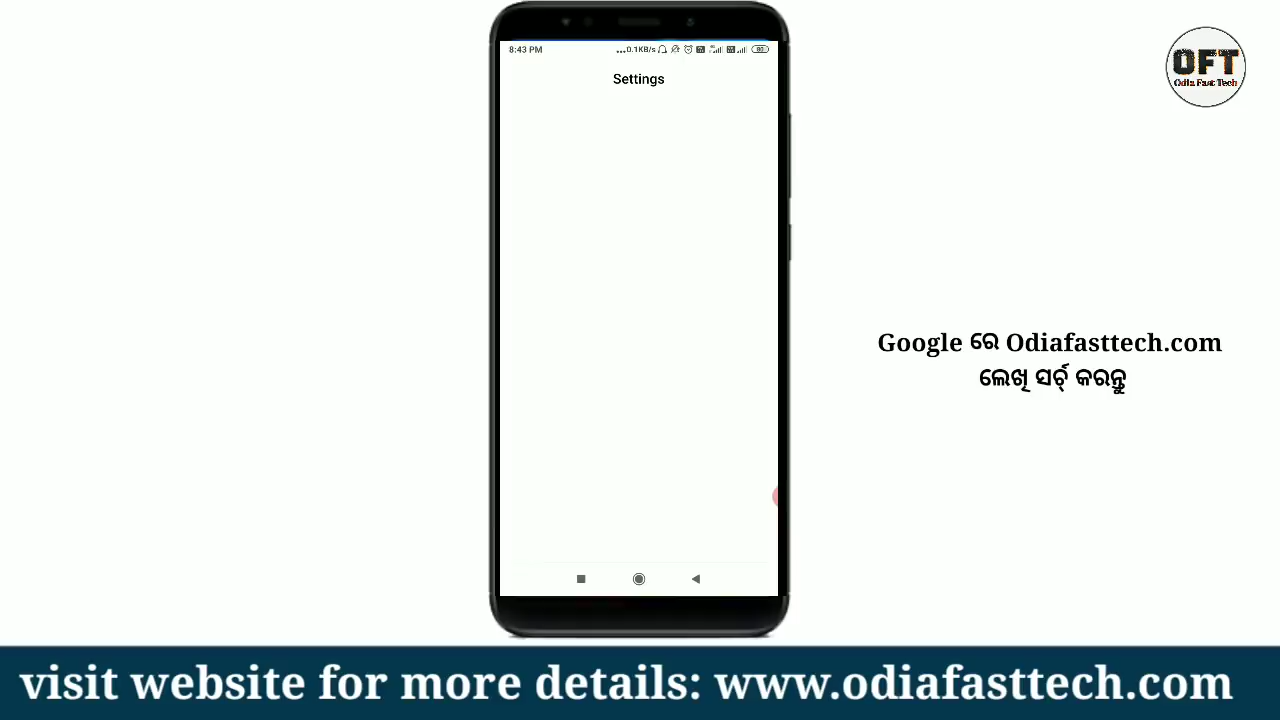 8:43 PM
...0.1KB/s
80
Settings
OFT
Odia Fast Tech
Google ରେ Odiafasttech.com
ଲେଖି ସର୍ଚ୍ଚ କରନ୍ତୁ
visit website for more details: www.odiafasttech.com